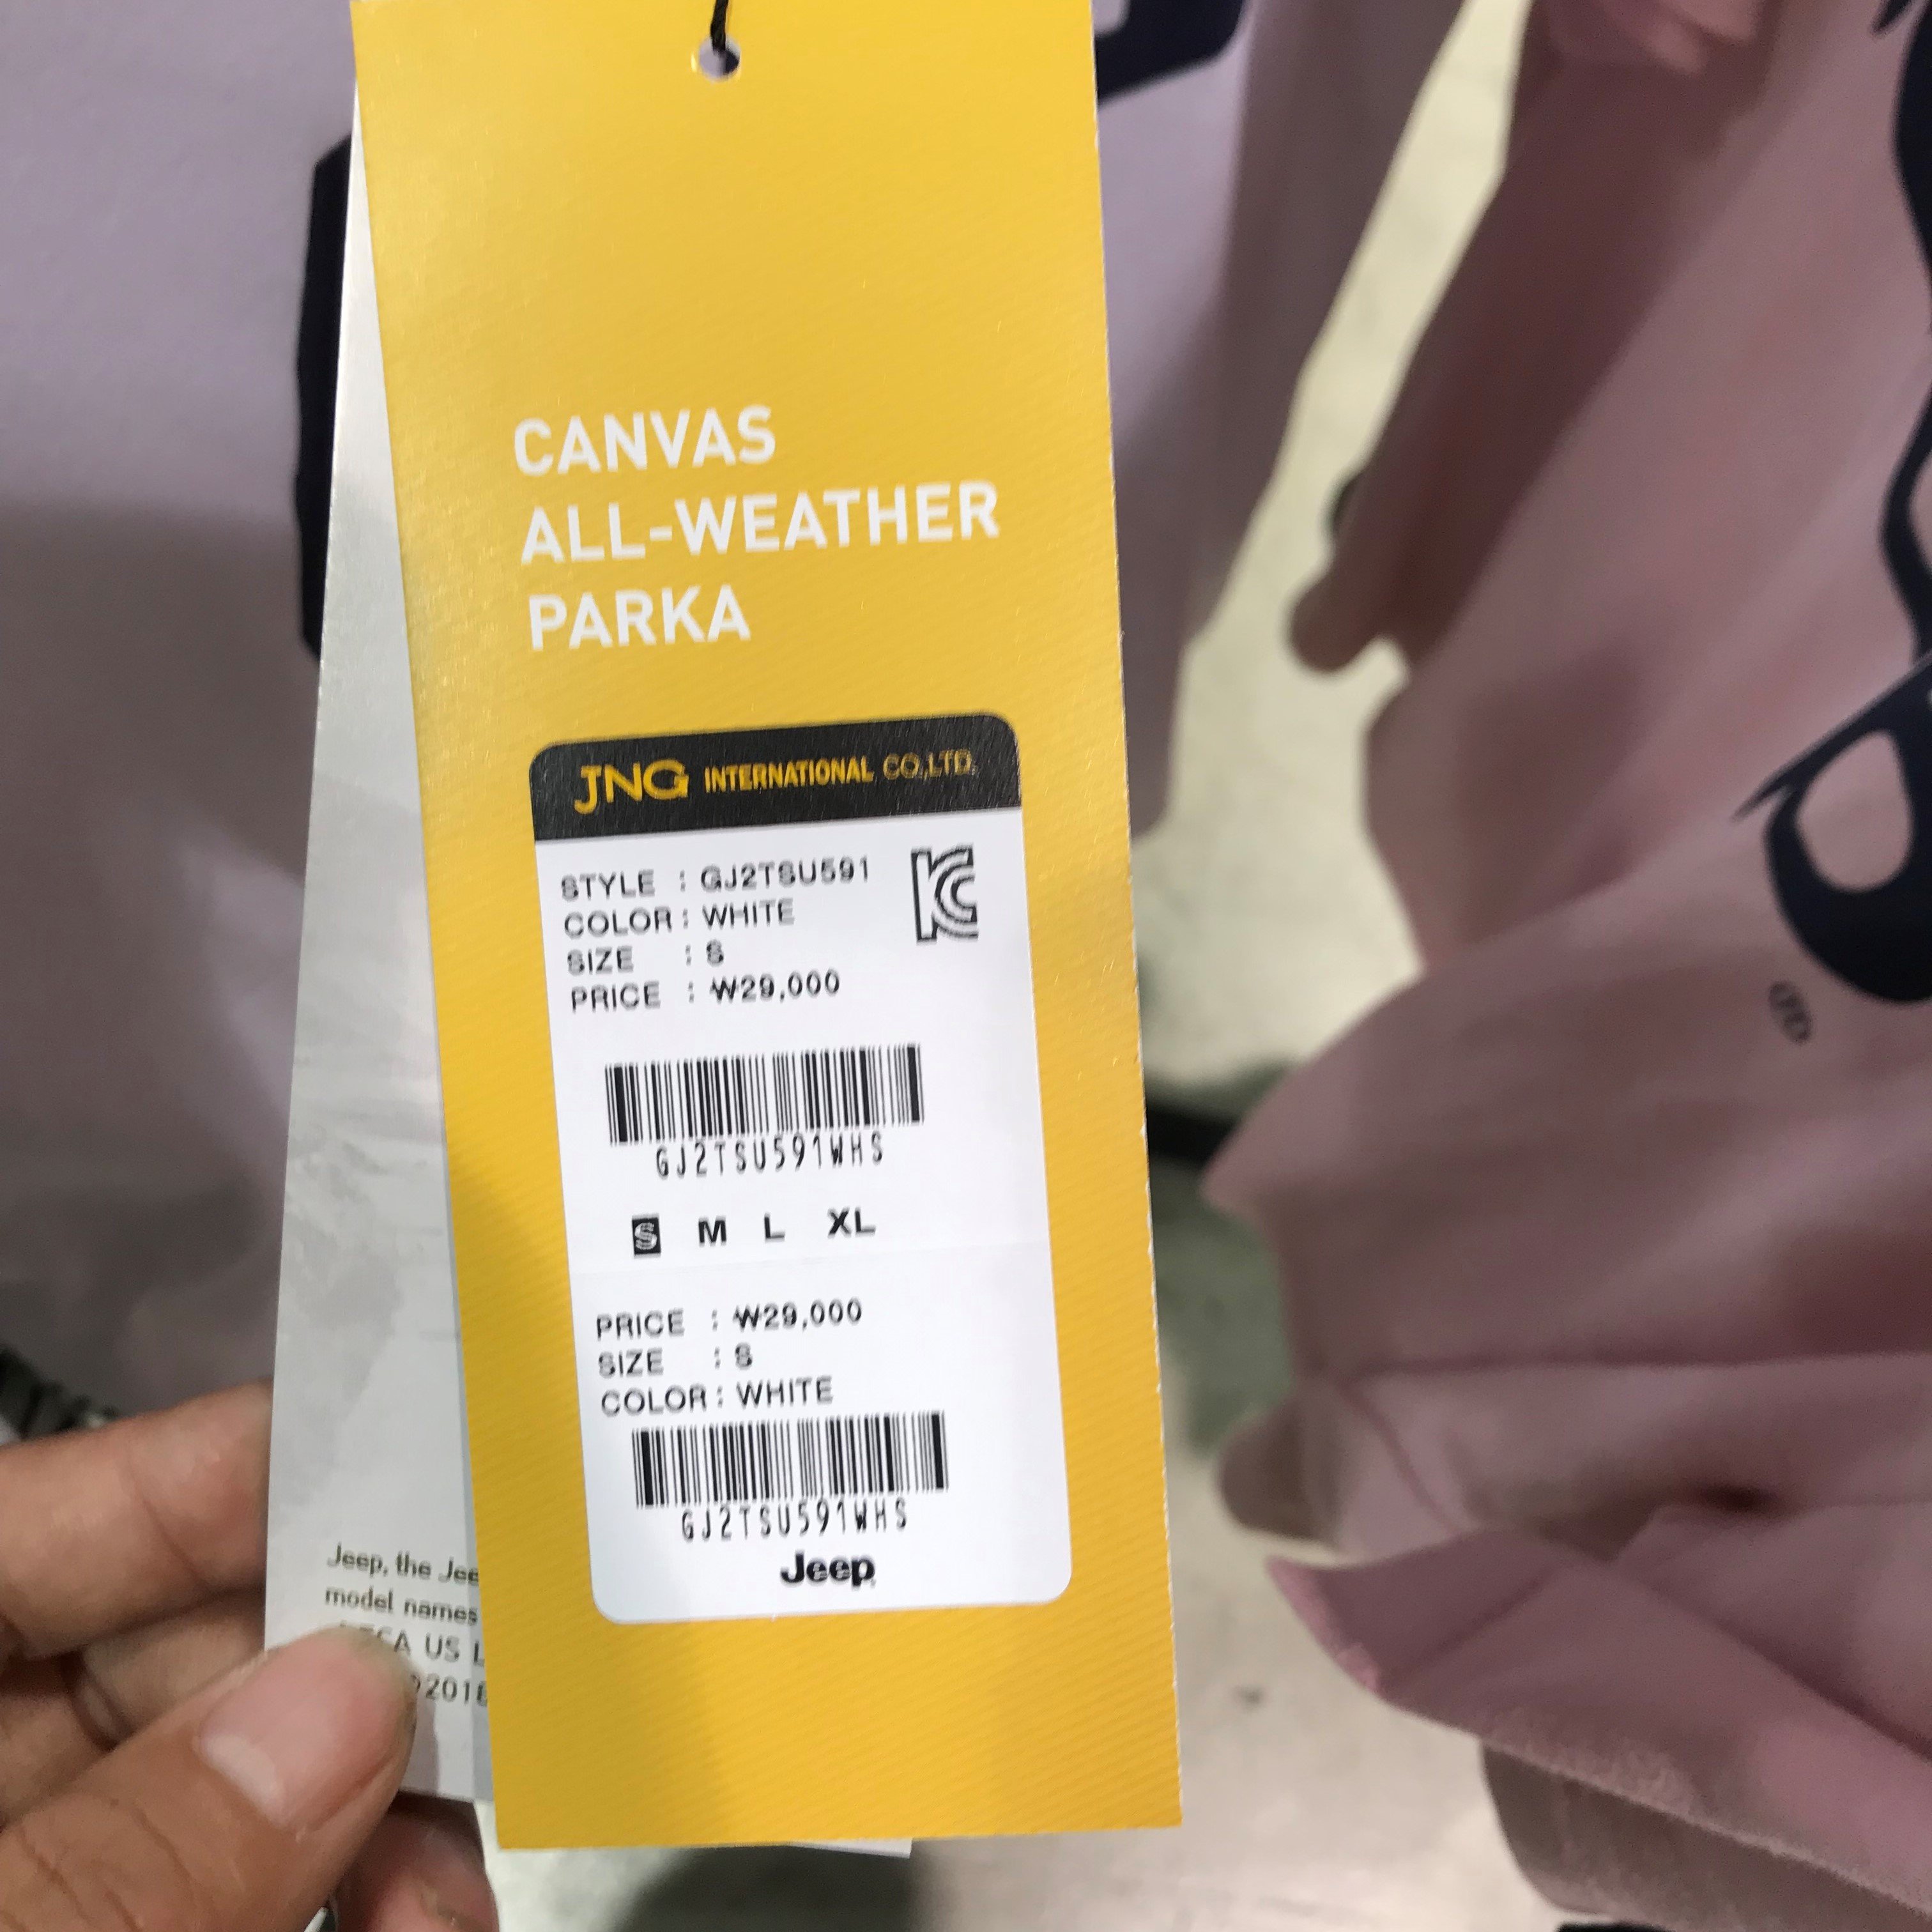 CANVAS
ALL-WEATHER
PARKA
JNG INTERNATIONAL CO.,LTD.
STYLE : GJ2TSU591
COLOR : WHITE
SIZE : S
PRICE : ₩29,000
GJ2TSU591WHS
S M L XL
PRICE : ₩29,000
SIZE : S
COLOR : WHITE
GJ2TSU591WHS
Jeep
Jeep, the Jee
model names
US L
®